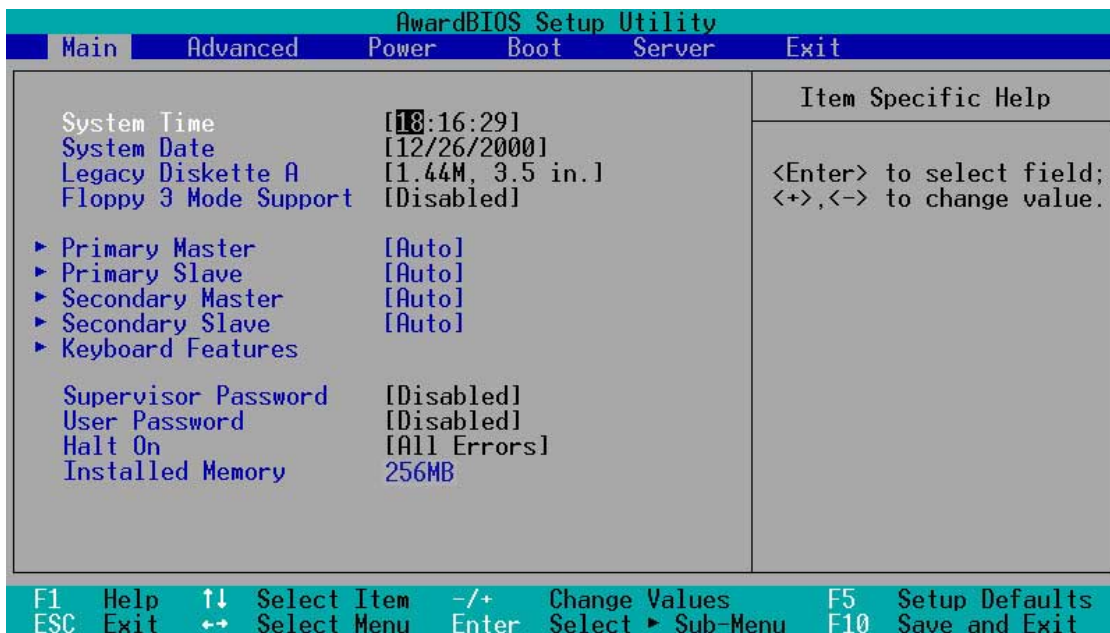 AwardBIOS Setup Utility
Main Advanced Power Boot Server Exit
System Time [18:16:29]
System Date [12/26/2000]
Legacy Diskette A [1.44M, 3.5 in.]
Floppy 3 Mode Support [Disabled]
► Primary Master [Auto]
► Primary Slave [Auto]
► Secondary Master [Auto]
► Secondary Slave [Auto]
► Keyboard Features
Supervisor Password [Disabled]
User Password [Disabled]
Halt On [All Errors]
Installed Memory 256MB
Item Specific Help
<Enter> to select field;
<+>,<-> to change value.
F1 Help ↑↓ Select Item -/+ Change Values F5 Setup Defaults
ESC Exit ←→ Select Menu Enter Select ► Sub-Menu F10 Save and Exit